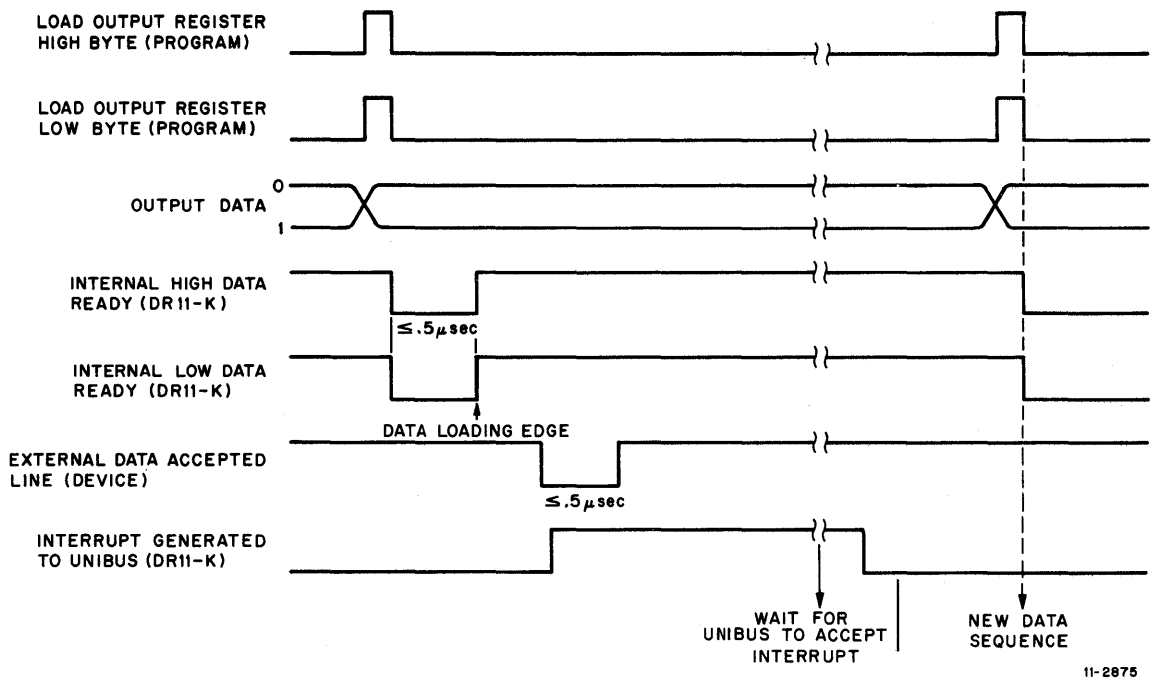 LOAD OUTPUT REGISTER
HIGH BYTE (PROGRAM)
LOAD OUTPUT REGISTER
LOW BYTE (PROGRAM)
0
OUTPUT DATA
1
INTERNAL HIGH DATA
READY (DR11-K)
≤.5μsec
INTERNAL LOW DATA
READY (DR11-K)
DATA LOADING EDGE
EXTERNAL DATA ACCEPTED
LINE (DEVICE)
≤.5μsec
INTERRUPT GENERATED
TO UNIBUS (DR11-K)
WAIT FOR
UNIBUS TO ACCEPT
INTERRUPT
NEW DATA
SEQUENCE
11-2875